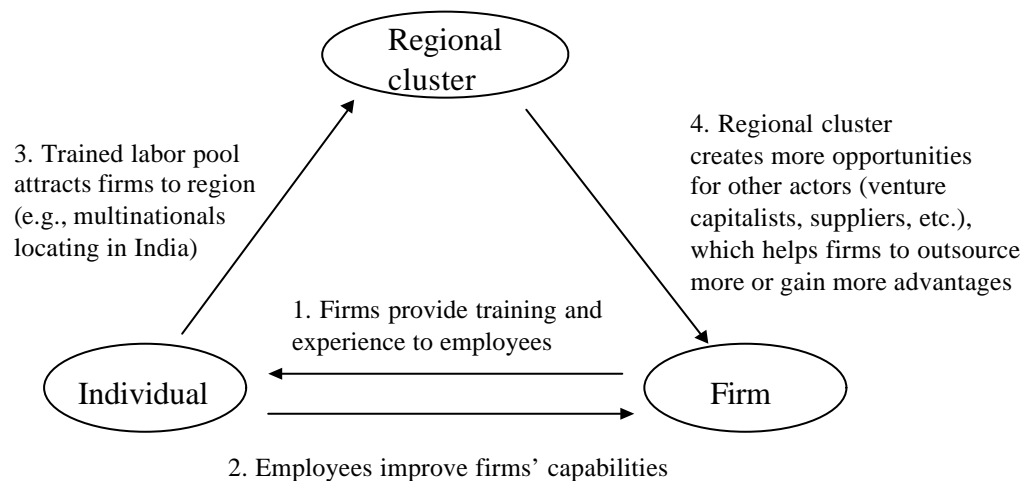 Regional
cluster
3. Trained labor pool
attracts firms to region
(e.g., multinationals
locating in India)
4. Regional cluster
creates more opportunities
for other actors (venture
capitalists, suppliers, etc.),
which helps firms to outsource
more or gain more advantages
1. Firms provide training and
experience to employees
Individual
Firm
2. Employees improve firms’ capabilities